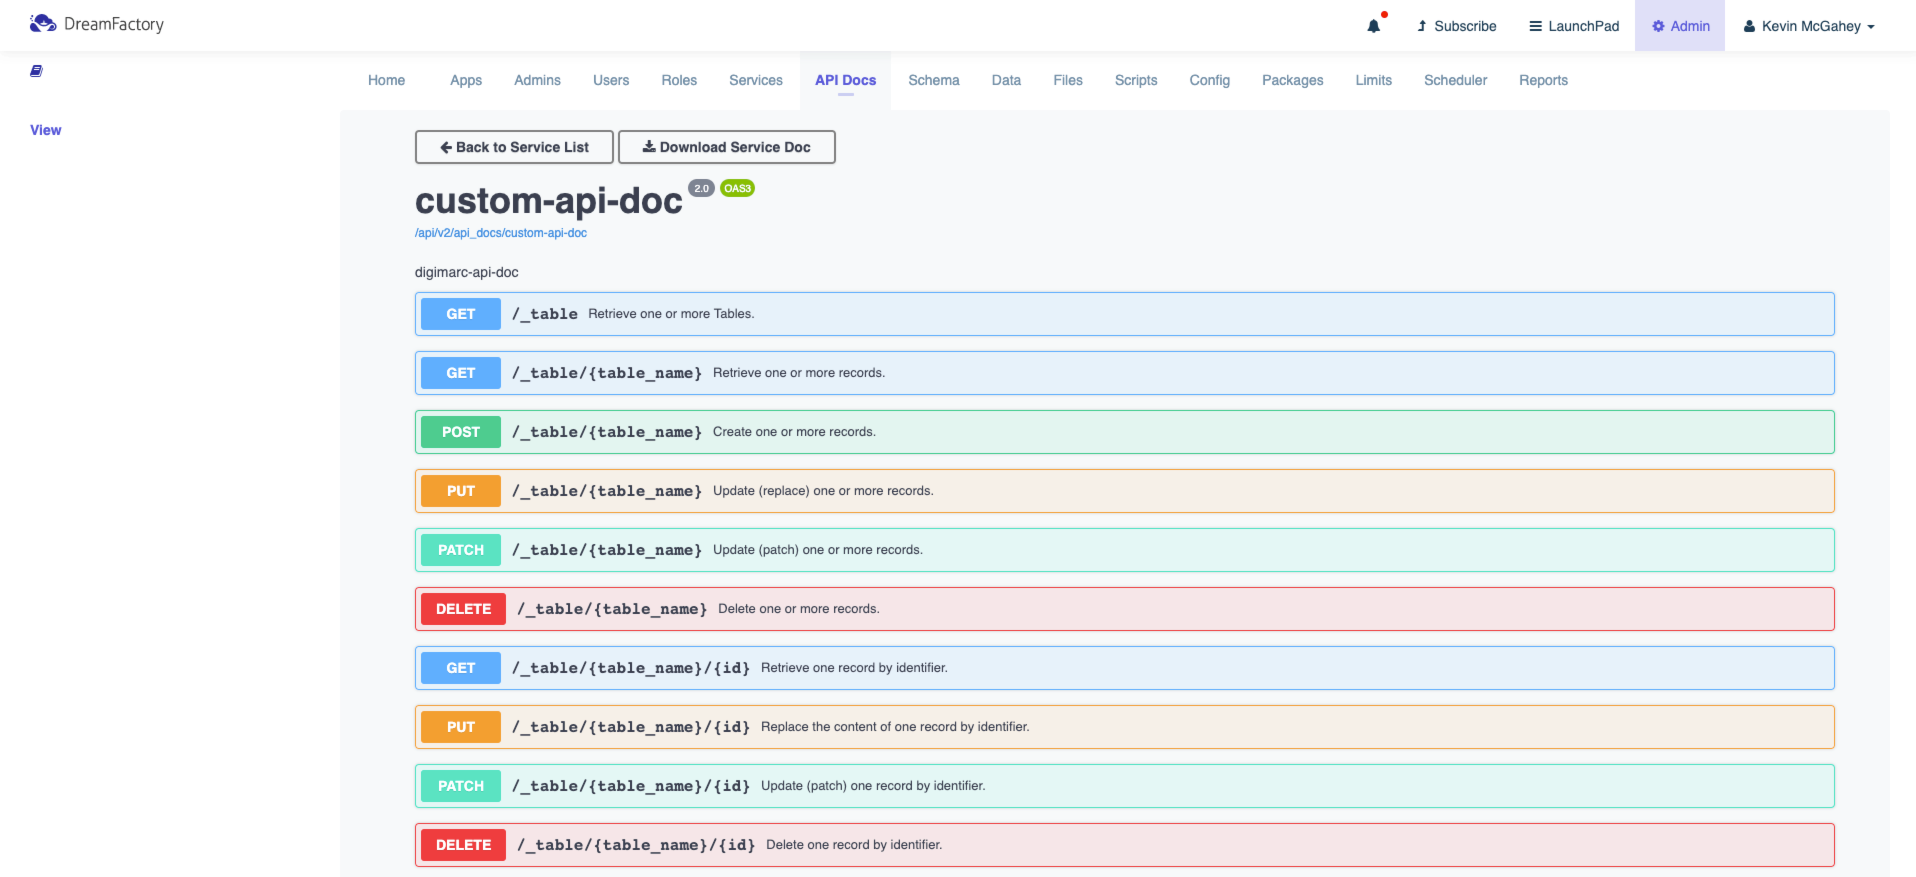 DreamFactory
Subscribe
LaunchPad
Admin
Kevin McGahey
Home Apps Admins Users Roles Services API Docs Schema Data Files Scripts Config Packages Limits Scheduler Reports
View
Back to Service List
Download Service Doc
custom-api-doc 2.0 OAS3
/api/v2/api_docs/custom-api-doc
digimarc-api-doc
GET /_table Retrieve one or more Tables.
GET /_table/{table_name} Retrieve one or more records.
POST /_table/{table_name} Create one or more records.
PUT /_table/{table_name} Update (replace) one or more records.
PATCH /_table/{table_name} Update (patch) one or more records.
DELETE /_table/{table_name} Delete one or more records.
GET /_table/{table_name}/{id} Retrieve one record by identifier.
PUT /_table/{table_name}/{id} Replace the content of one record by identifier.
PATCH /_table/{table_name}/{id} Update (patch) one record by identifier.
DELETE /_table/{table_name}/{id} Delete one record by identifier.